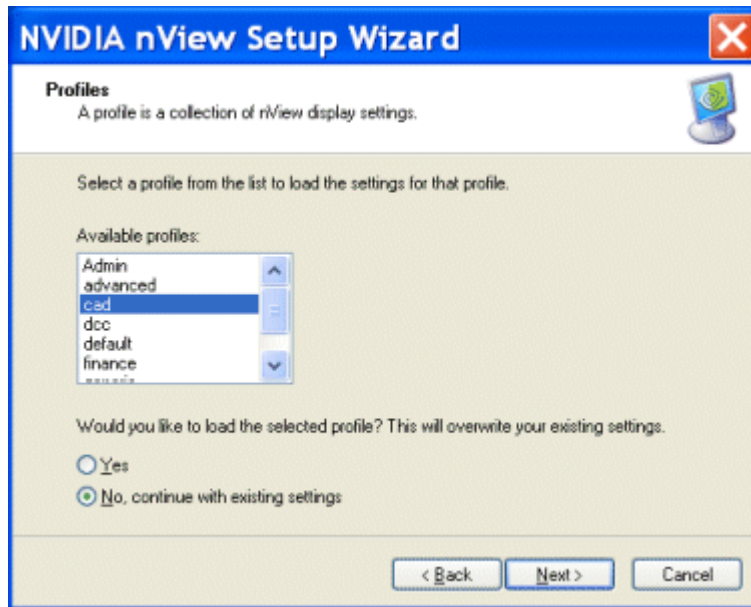 NVIDIA nView Setup Wizard
Profiles
A profile is a collection of nView display settings.
Select a profile from the list to load the settings for that profile.
Available profiles:
Admin
advanced
cad
dcc
default
finance
Would you like to load the selected profile? This will overwrite your existing settings.
Yes
No, continue with existing settings
< Back
Next >
Cancel